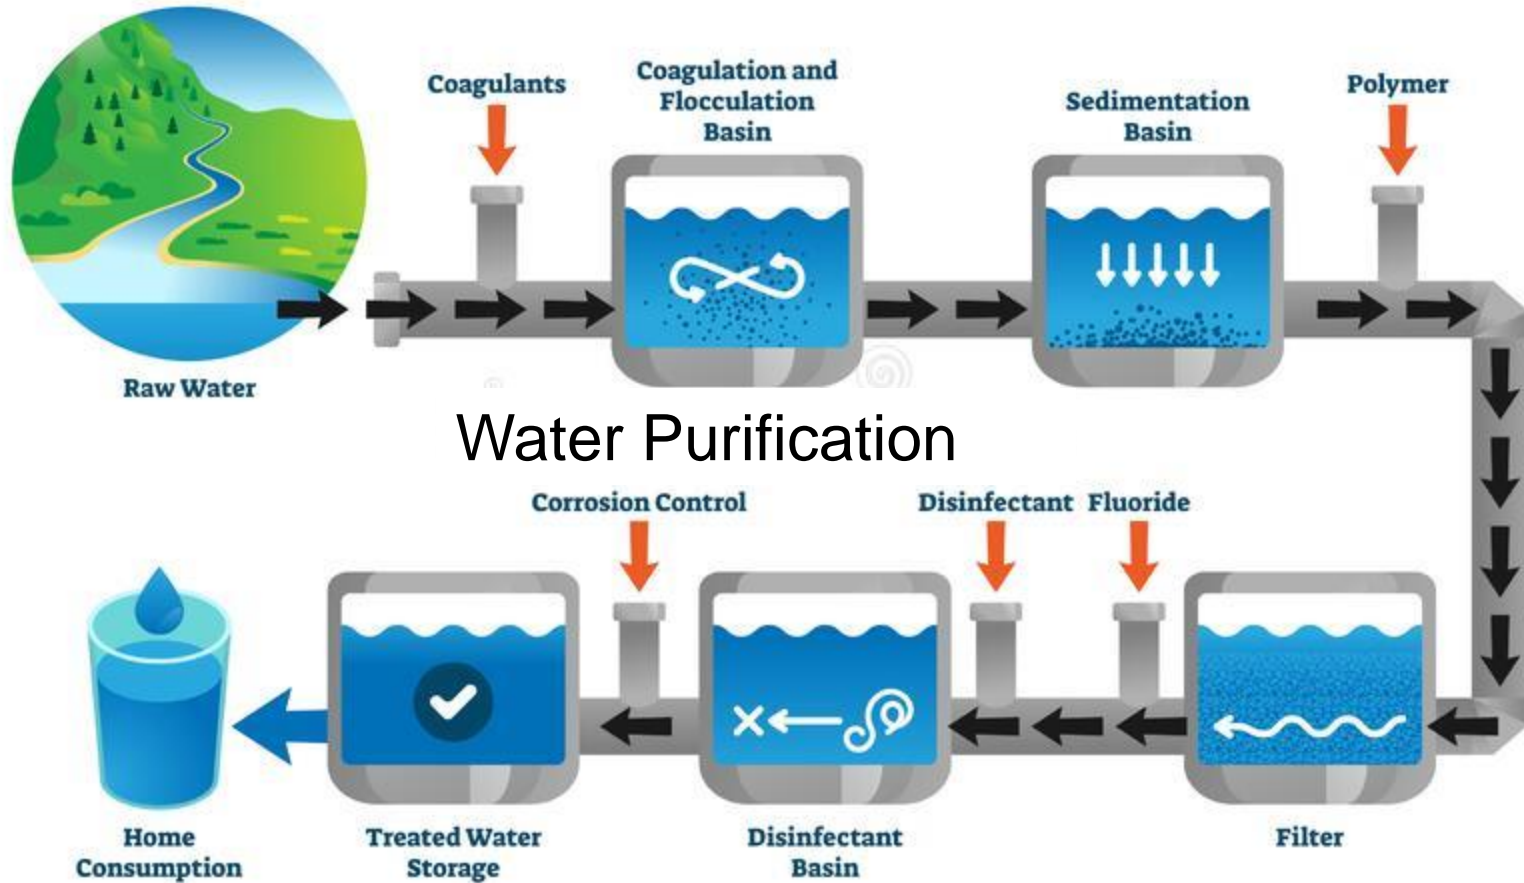 Coagulants
Coagulation and
Flocculation
Basin
Sedimentation
Basin
Polymer
Raw Water
Water Purification
Corrosion Control
Disinfectant
Fluoride
Home
Consumption
Treated Water
Storage
Disinfectant
Basin
Filter